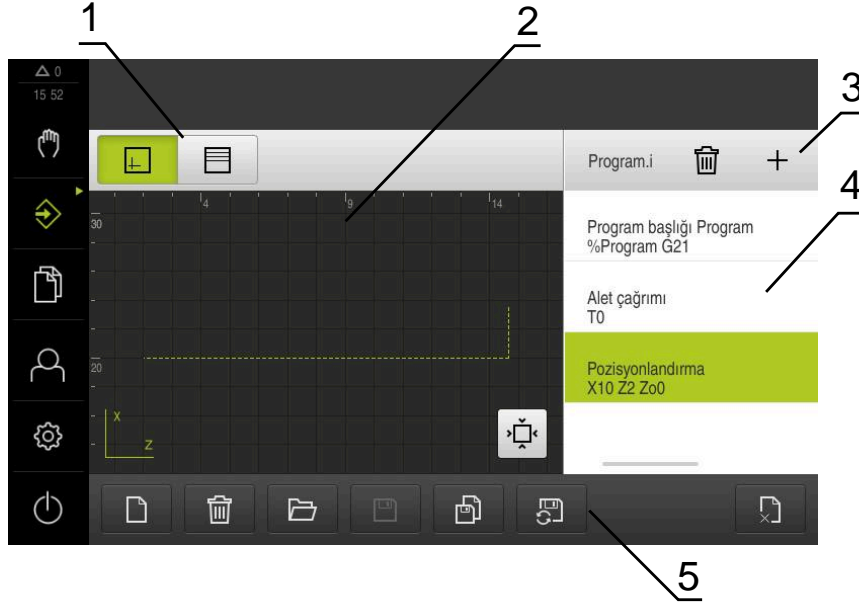 1
2
3
4
5
0
15 52
Program.i
4
9
14
30
20
X
Z
Program başlığı Program
%Program G21
Alet çağrımı
T0
Pozisyonlandırma
X10 Z2 Zo0